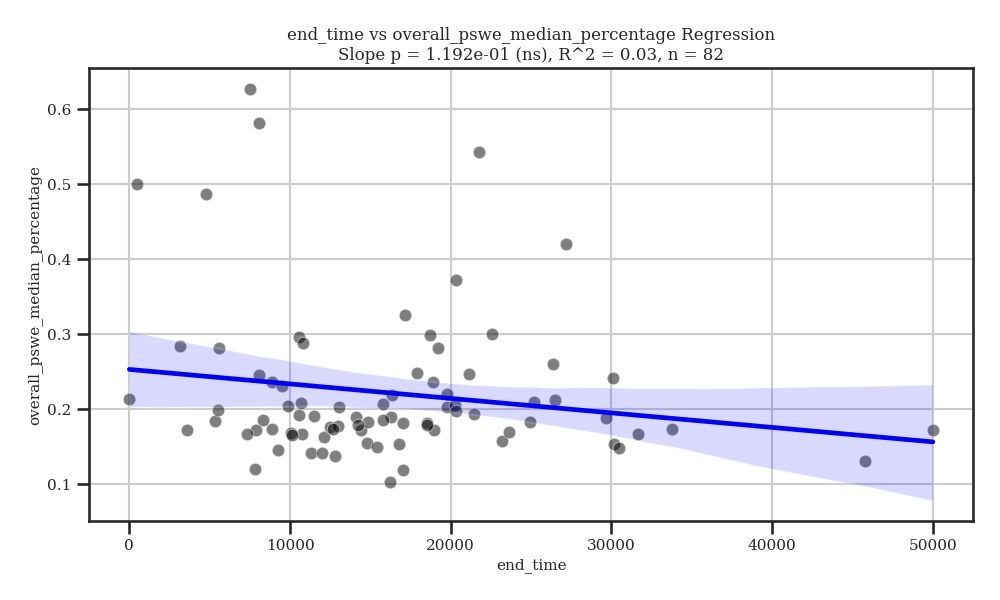 end_time vs overall_pswe_median_percentage Regression
Slope p = 1.192e-01 (ns), R^2 = 0.03, n = 82
overall_pswe_median_percentage
0.6
0.5
0.4
0.3
0.2
0.1
0 10000 20000 30000 40000 50000
end_time